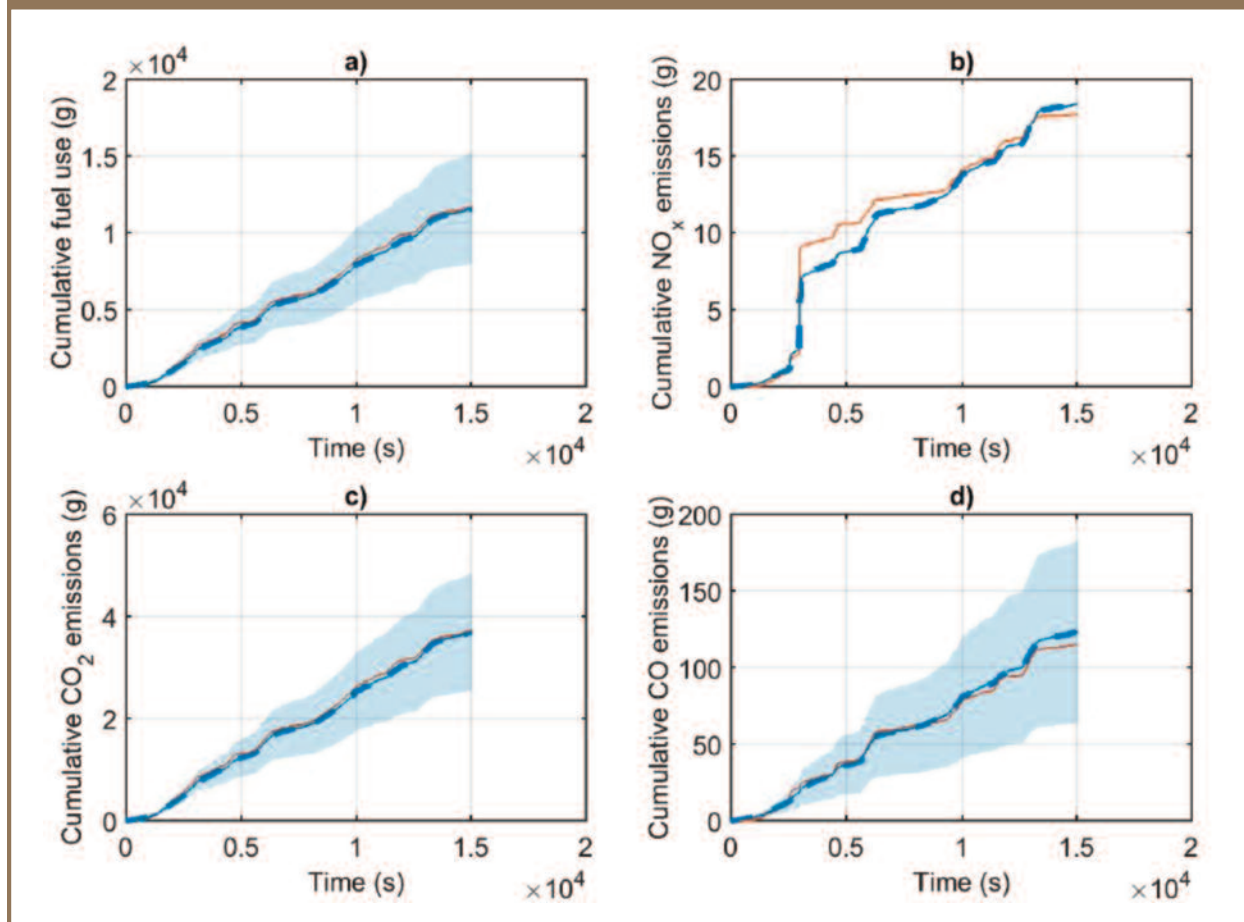 a)
×10⁴
Cumulative fuel use (g)
2
1.5
1
0.5
0
0 0.5 1 1.5 2
Time (s)
×10⁴
b)
Cumulative NOₓ emissions (g)
20
15
10
5
0
0 0.5 1 1.5 2
Time (s)
×10⁴
c)
×10⁴
Cumulative CO₂ emissions (g)
6
4
2
0
0 0.5 1 1.5 2
Time (s)
×10⁴
d)
Cumulative CO emissions (g)
200
150
100
50
0
0 0.5 1 1.5 2
Time (s)
×10⁴